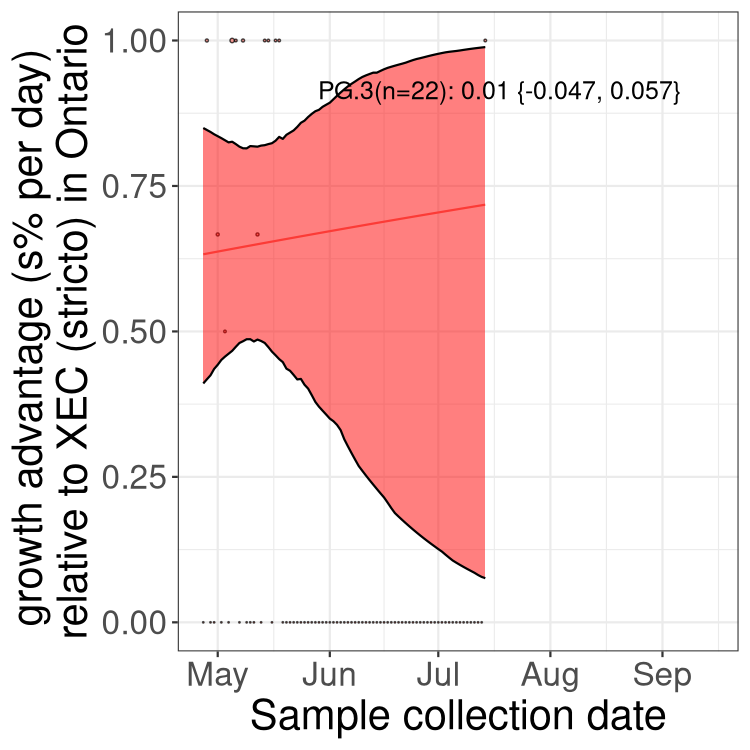 growth advantage (s% per day)
relative to XEC (stricto) in Ontario
1.00
0.75
0.50
0.25
0.00
PG.3(n=22): 0.01 {-0.047, 0.057}
May Jun Jul Aug Sep
Sample collection date